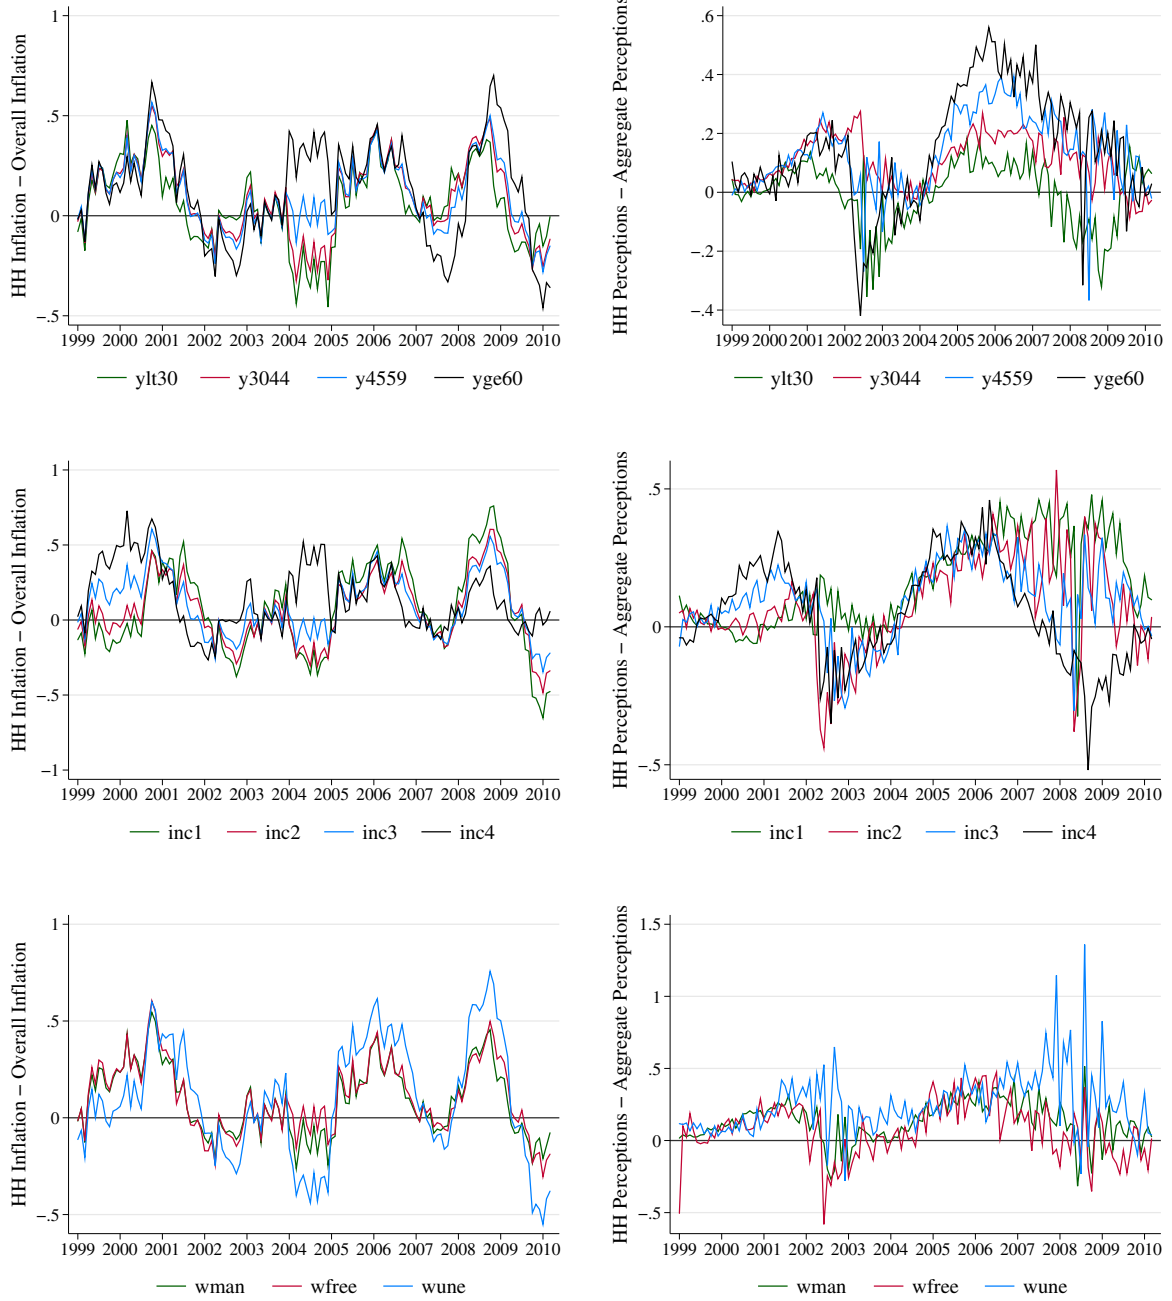 HH Inflation – Overall Inflation
1
.5
0
−.5
1999 2000 2001 2002 2003 2004 2005 2006 2007 2008 2009 2010
ylt30 y3044 y4559 yge60
HH Perceptions – Aggregate Perceptions
.6
.4
.2
0
−.2
−.4
1999 2000 2001 2002 2003 2004 2005 2006 2007 2008 2009 2010
ylt30 y3044 y4559 yge60
HH Inflation – Overall Inflation
1
.5
0
−.5
−1
1999 2000 2001 2002 2003 2004 2005 2006 2007 2008 2009 2010
inc1 inc2 inc3 inc4
HH Perceptions – Aggregate Perceptions
.5
0
−.5
1999 2000 2001 2002 2003 2004 2005 2006 2007 2008 2009 2010
inc1 inc2 inc3 inc4
HH Inflation – Overall Inflation
1
.5
0
−.5
1999 2000 2001 2002 2003 2004 2005 2006 2007 2008 2009 2010
wman wfree wune
HH Perceptions – Aggregate Perceptions
1.5
1
.5
0
−.5
1999 2000 2001 2002 2003 2004 2005 2006 2007 2008 2009 2010
wman wfree wune